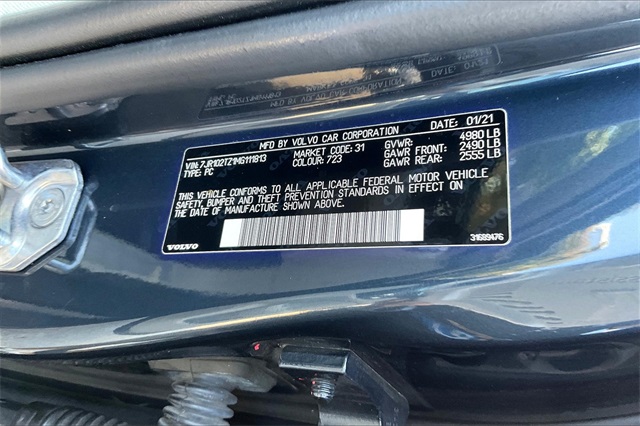 MFD BY VOLVO CAR CORPORATION DATE: 01/21
VIN: 7JR102TZ1MG111913 MARKET CODE: 31 GVWR: 4980 LB
TYPE: PC COLOUR: 723 GAWR FRONT: 2490 LB
GAWR REAR: 2555 LB
THIS VEHICLE CONFORMS TO ALL APPLICABLE FEDERAL MOTOR VEHICLE
SAFETY, BUMPER AND THEFT PREVENTION STANDARDS IN EFFECT ON
THE DATE OF MANUFACTURE SHOWN ABOVE.
VOLVO 31689476